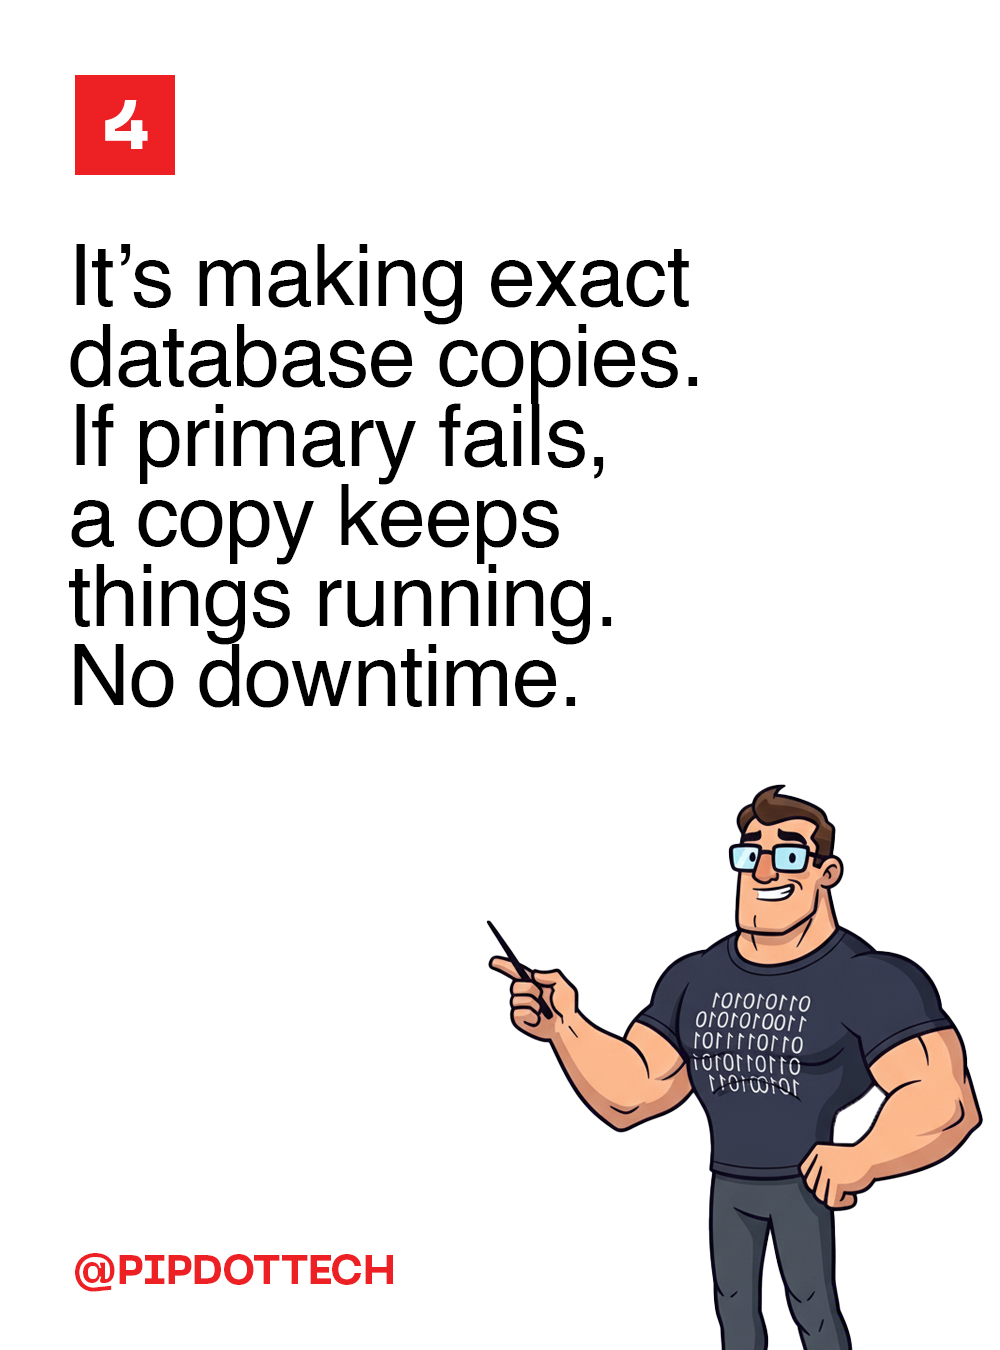 4
It’s making exact
database copies.
If primary fails,
a copy keeps
things running.
No downtime.
@PIPDOTTECH